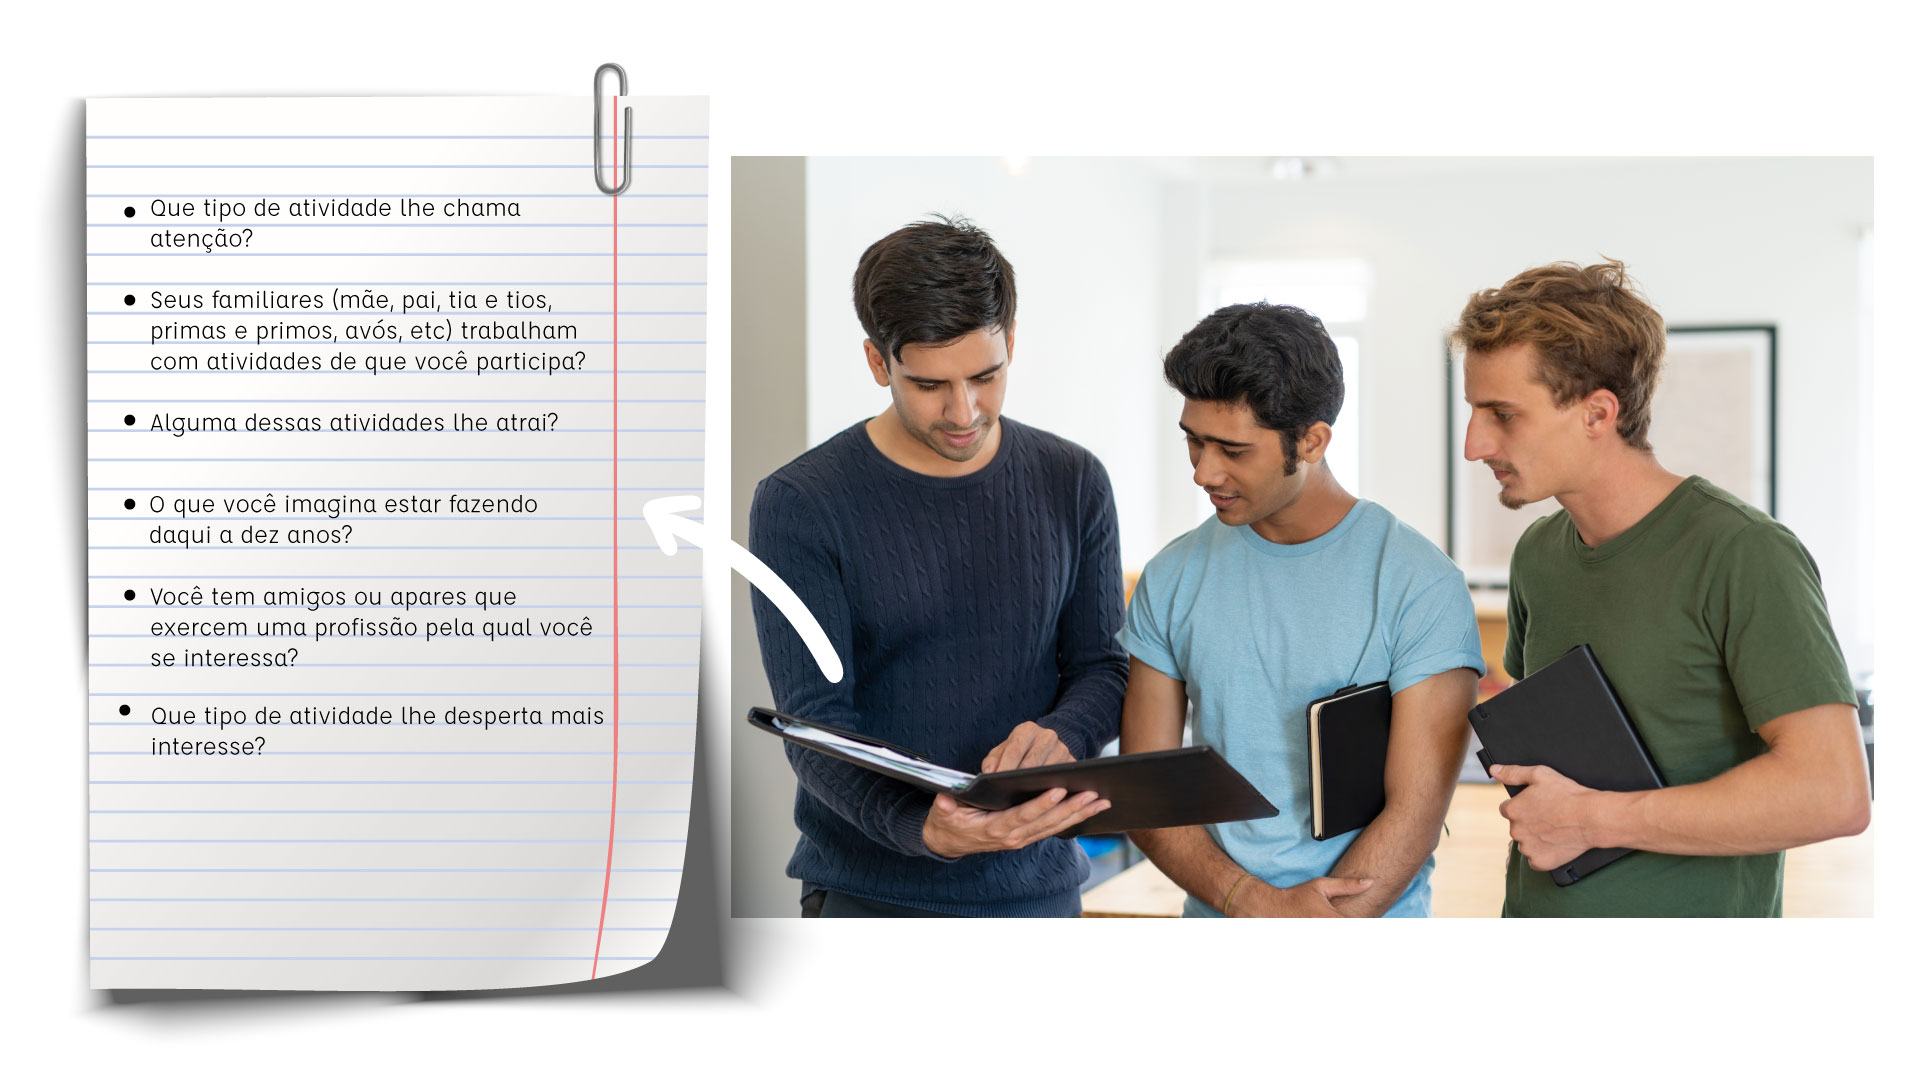 • Que tipo de atividade lhe chama
atenção?
• Seus familiares (mãe, pai, tia e tios,
primas e primos, avós, etc) trabalham
com atividades de que você participa?
• Alguma dessas atividades lhe atrai?
• O que você imagina estar fazendo
daqui a dez anos?
• Você tem amigos ou apares que
exercem uma profissão pela qual você
se interessa?
• Que tipo de atividade lhe desperta mais
interesse?